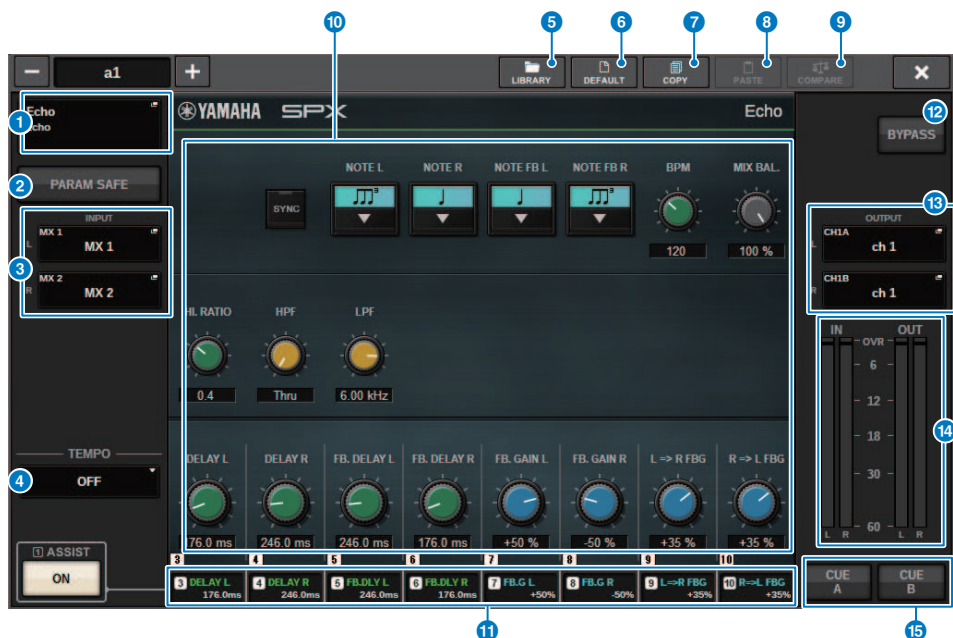 10 5 6 7 8 9
− a1 + LIBRARY DEFAULT COPY PASTE COMPARE ×
1 Echo
Echo
YAMAHA SPX Echo
12 BYPASS
2 PARAM SAFE
NOTE L NOTE R NOTE FB L NOTE FB R BPM MIX BAL.
SYNC 3 3
120 100 %
3 INPUT
L MX 1
MX 1
R MX 2
MX 2
13 OUTPUT
L CH1A
ch 1
R CH1B
ch 1
HI. RATIO HPF LPF
0.4 Thru 6.00 kHz
14 IN OUT
OVR
6
12
18
30
60
L R L R
TEMPO
4 OFF
DELAY L DELAY R FB. DELAY L FB. DELAY R FB. GAIN L FB. GAIN R L => R FBG R => L FBG
176.0 ms 246.0 ms 246.0 ms 176.0 ms +50 % -50 % +35 % +35 %
1 ASSIST
ON
3 4 5 6 7 8 9 10
3 DELAY L 4 DELAY R 5 FB.DLY L 6 FB.DLY R 7 FB.G L 8 FB.G R 9 L=>R FBG 10 R=>L FBG
176.0ms 246.0ms 246.0ms 176.0ms +50% -50% +35% +35%
CUE A CUE B
11 15